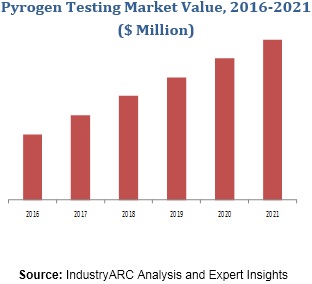 Pyrogen Testing Market Value, 2016-2021
($ Million)
2016 2017 2018 2019 2020 2021
Source: IndustryARC Analysis and Expert Insights